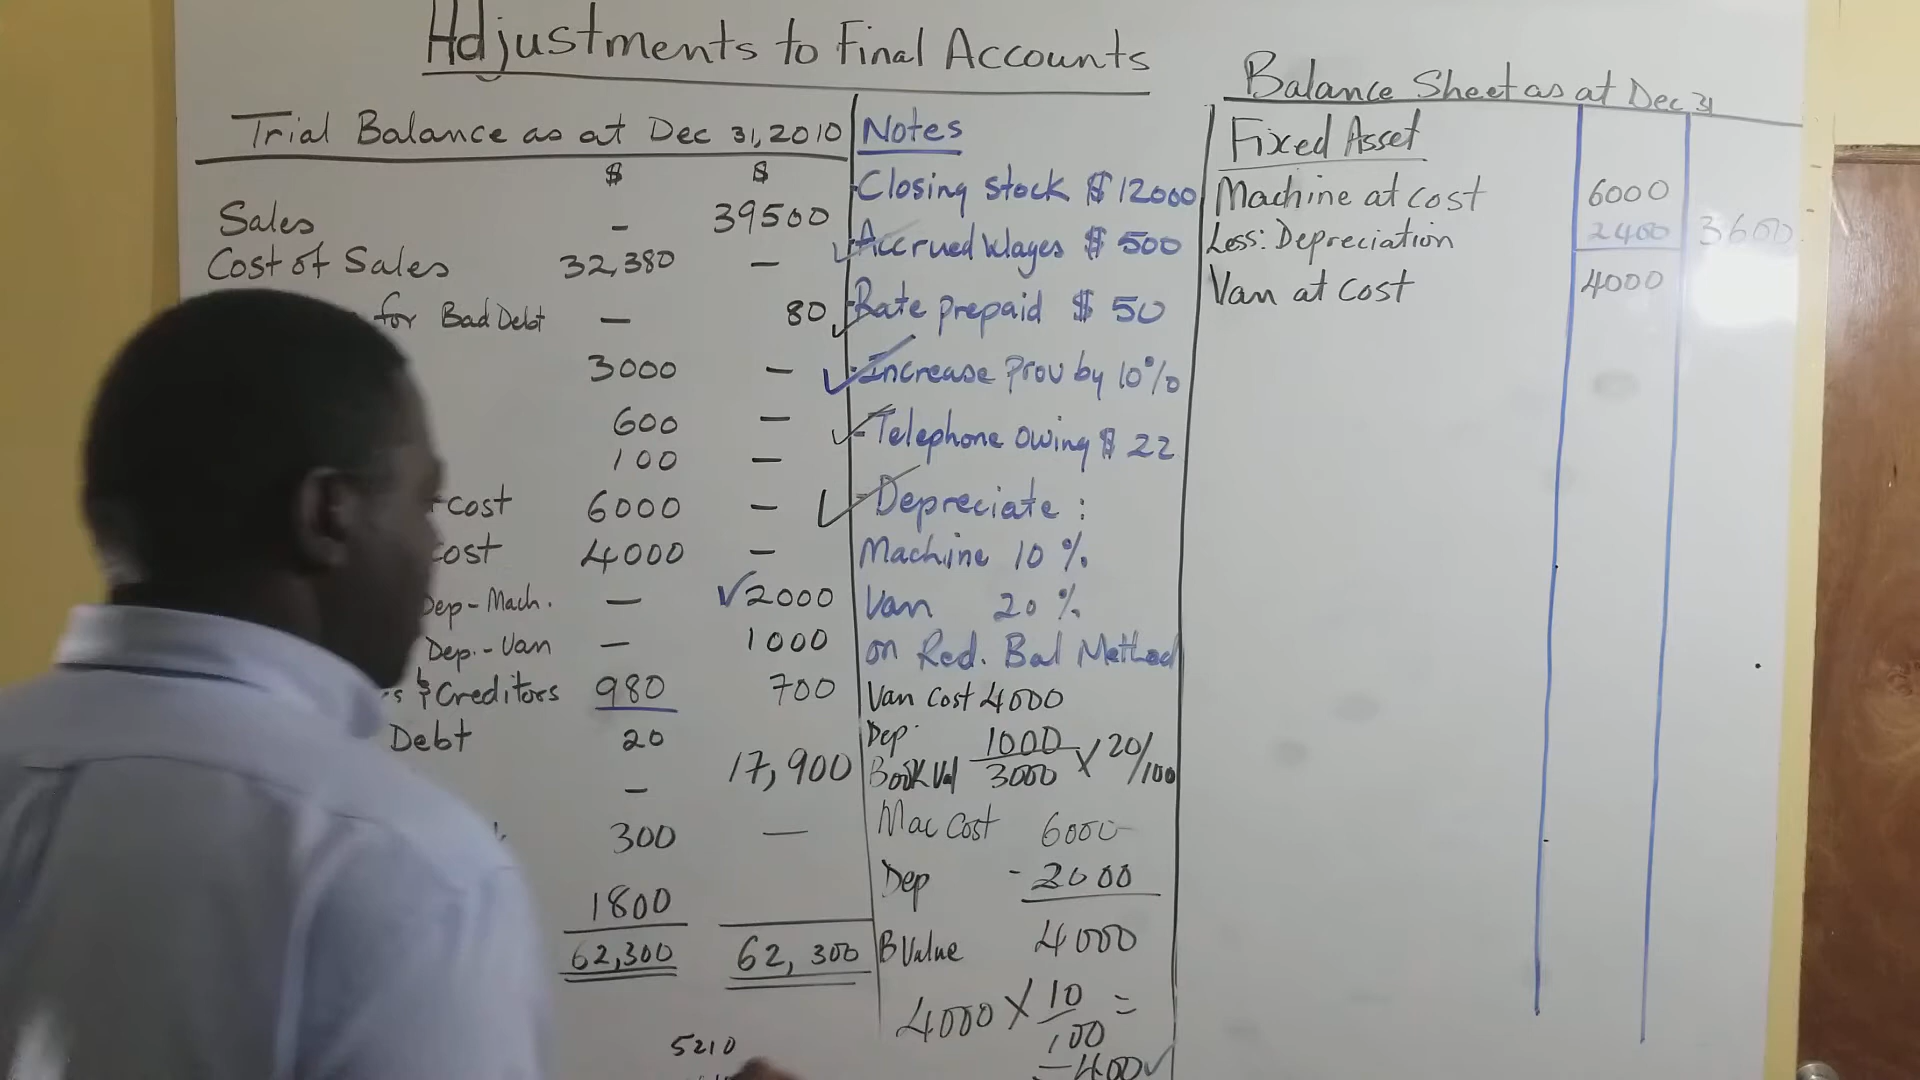 Adjustments to Final Accounts
Trial Balance as at Dec 31, 2010
$ $
Sales - 39500
Cost of Sales 32,380 -
for Bad Debt - 80
3000 -
600 -
100 -
cost 6000 -
cost 4000 -
Dep - Mach. - √2000
Dep. - Van - 1000
& Creditors 980 700
Debt 20
- 17,900
300 -
1800
62,300 62,300
5210
Notes
-Closing stock $ 12000
-Accrued Wages $ 500
-Rate prepaid $ 50
-Increase Prov by 10%
-Telephone owing $ 22
-Depreciate :
Machine 10 %
Van 20 %
on Red. Bal Method
Van Cost 4000
Dep. 1000
Book Val 3000 X 20/100
Mac Cost 6000
Dep - 2000
B Value 4000
4000 X 10/100 =
= 400 √
Balance Sheet as at Dec 31
Fixed Asset
Machine at cost 6000
Less: Depreciation 2400 3600
Van at cost 4000